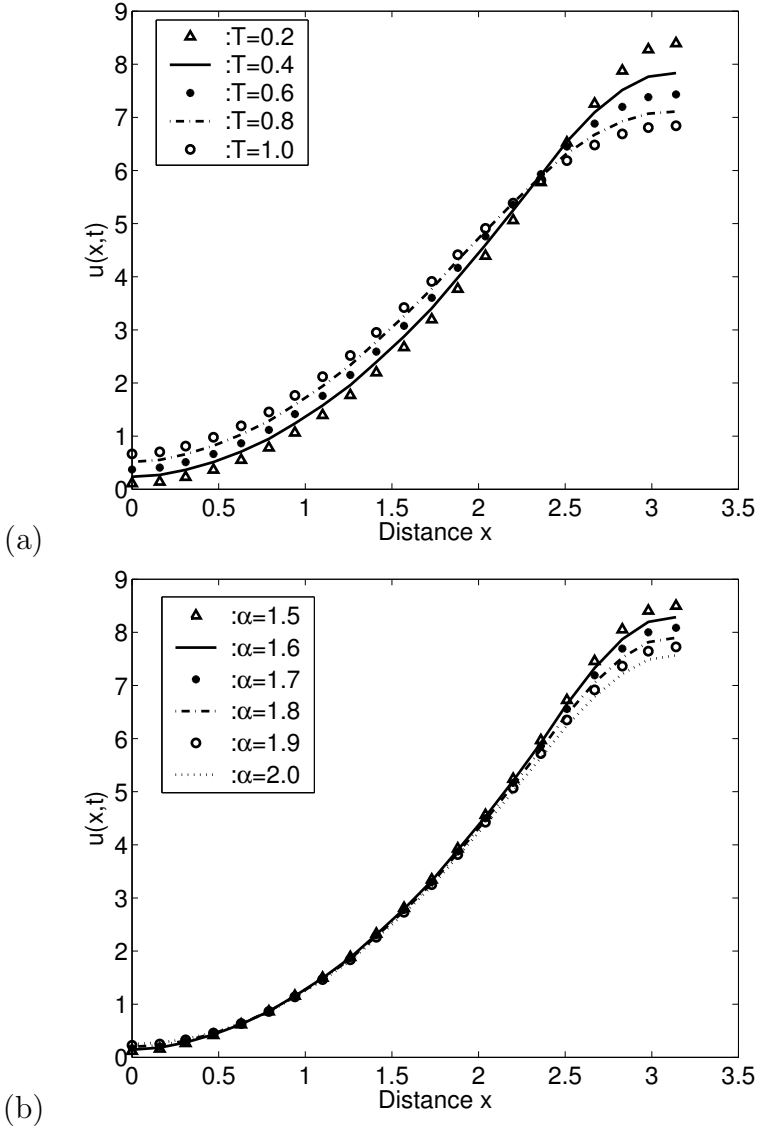 9
8
7
6
5
4
3
2
1
0
u(x,t)
:T=0.2
:T=0.4
:T=0.6
:T=0.8
:T=1.0
0 0.5 1 1.5 2 2.5 3 3.5
Distance x
(a)
9
8
7
6
5
4
3
2
1
0
u(x,t)
:α=1.5
:α=1.6
:α=1.7
:α=1.8
:α=1.9
:α=2.0
0 0.5 1 1.5 2 2.5 3 3.5
Distance x
(b)